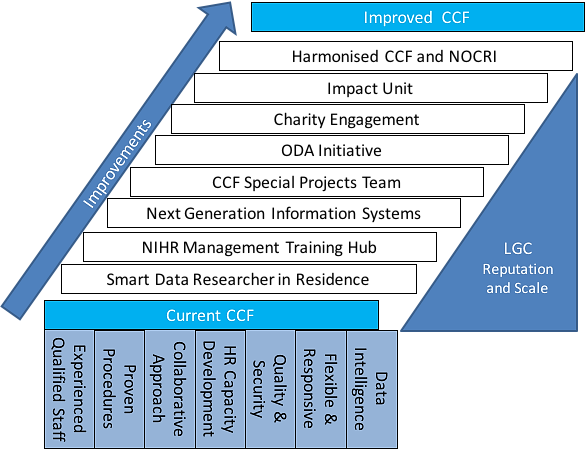 Improved CCF
Harmonised CCF and NOCRI
Impact Unit
Charity Engagement
ODA Initiative
CCF Special Projects Team
Next Generation Information Systems
NIHR Management Training Hub
Smart Data Researcher in Residence
Current CCF
Improvements
LGC
Reputation
and Scale
Experienced
Qualified Staff
Proven
Procedures
Collaborative
Approach
HR Capacity
Development
Quality &
Security
Flexible &
Responsive
Data
Intelligence